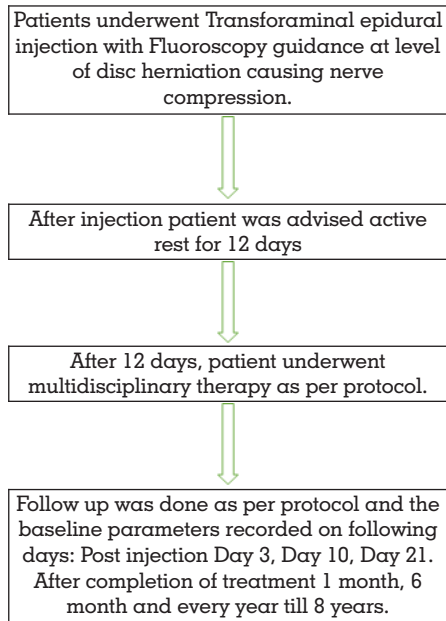 Patients underwent Transforaminal epidural
injection with Fluoroscopy guidance at level
of disc herniation causing nerve
compression.
After injection patient was advised active
rest for 12 days
After 12 days, patient underwent
multidisciplinary therapy as per protocol.
Follow up was done as per protocol and the
baseline parameters recorded on following
days: Post injection Day 3, Day 10, Day 21.
After completion of treatment 1 month, 6
month and every year till 8 years.